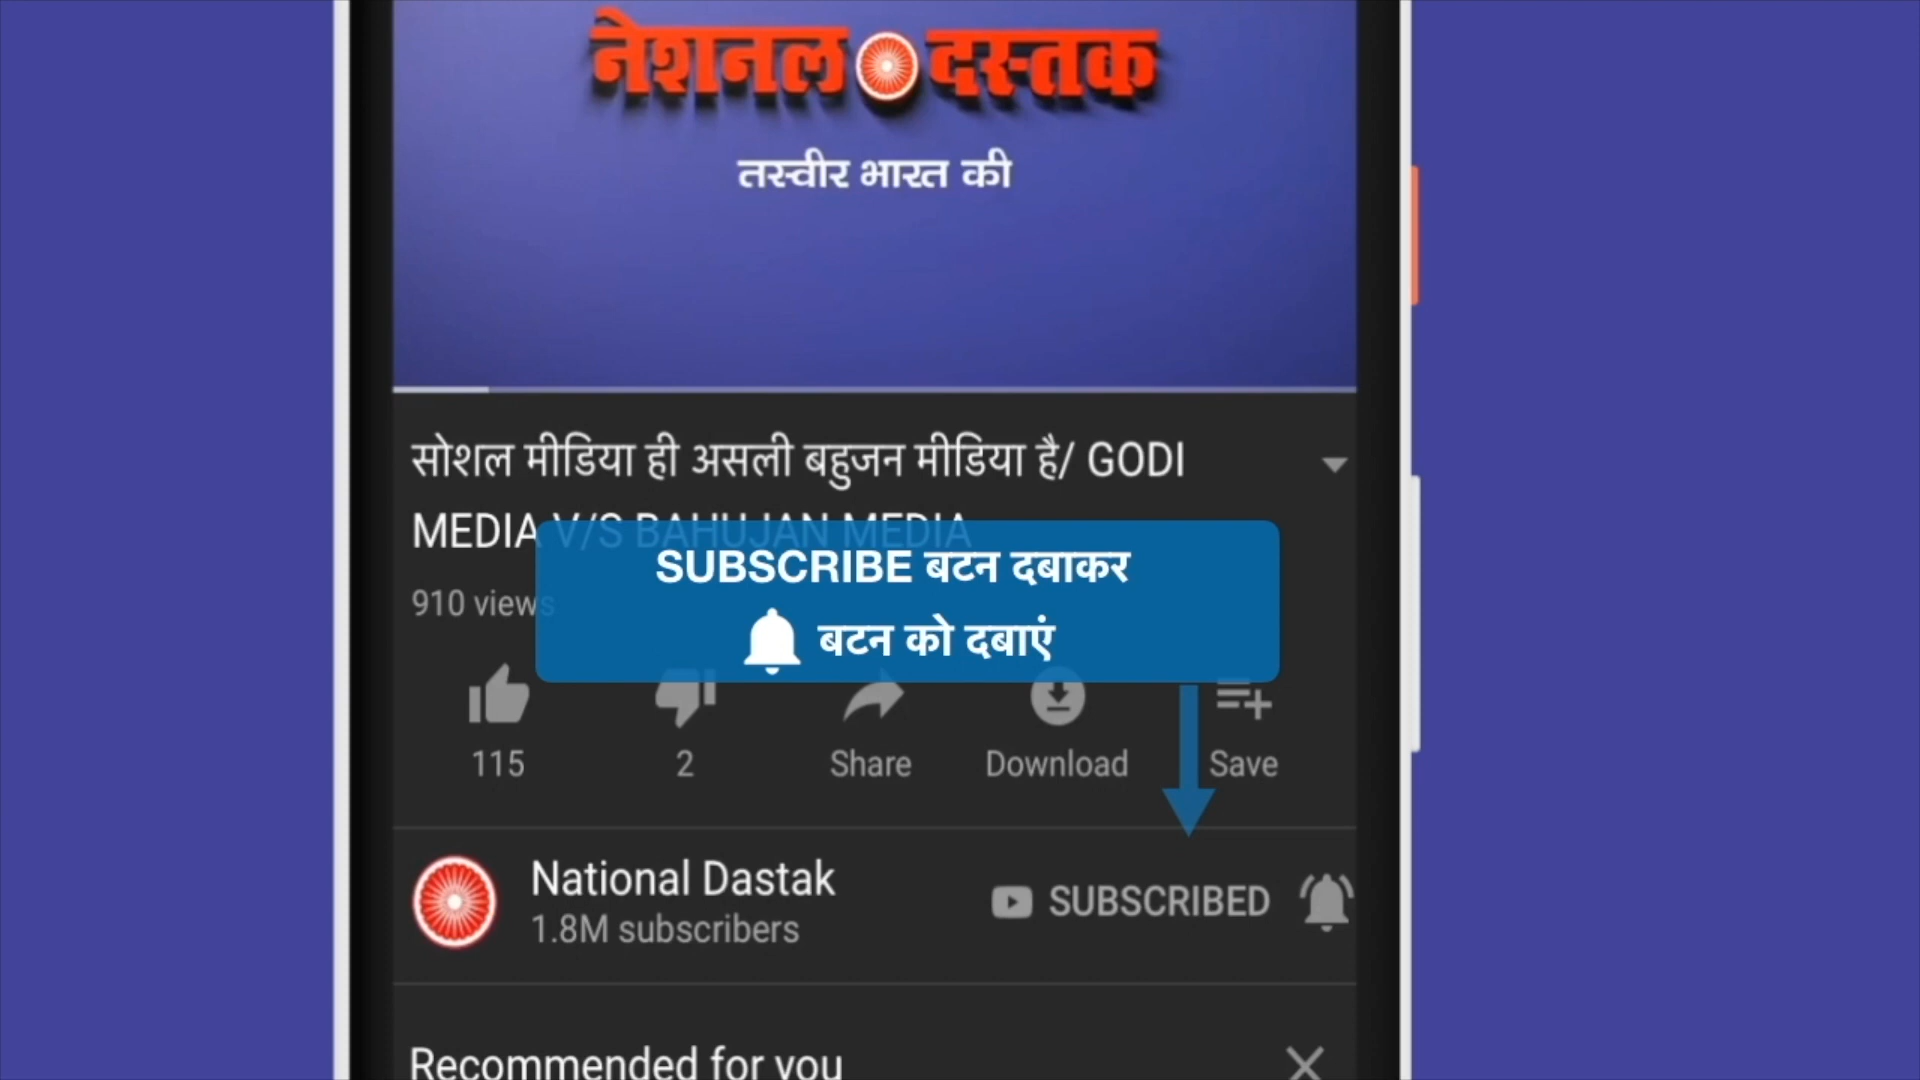 नेशनल दस्तक
तस्वीर भारत की
सोशल मीडिया ही असली बहुजन मीडिया है/ GODI
MEDIA V/S BAHUJAN MEDIA
SUBSCRIBE बटन दबाकर
बटन को दबाएं
910 views
115
2
Share
Download
Save
National Dastak
SUBSCRIBED
1.8M subscribers
Recommended for you